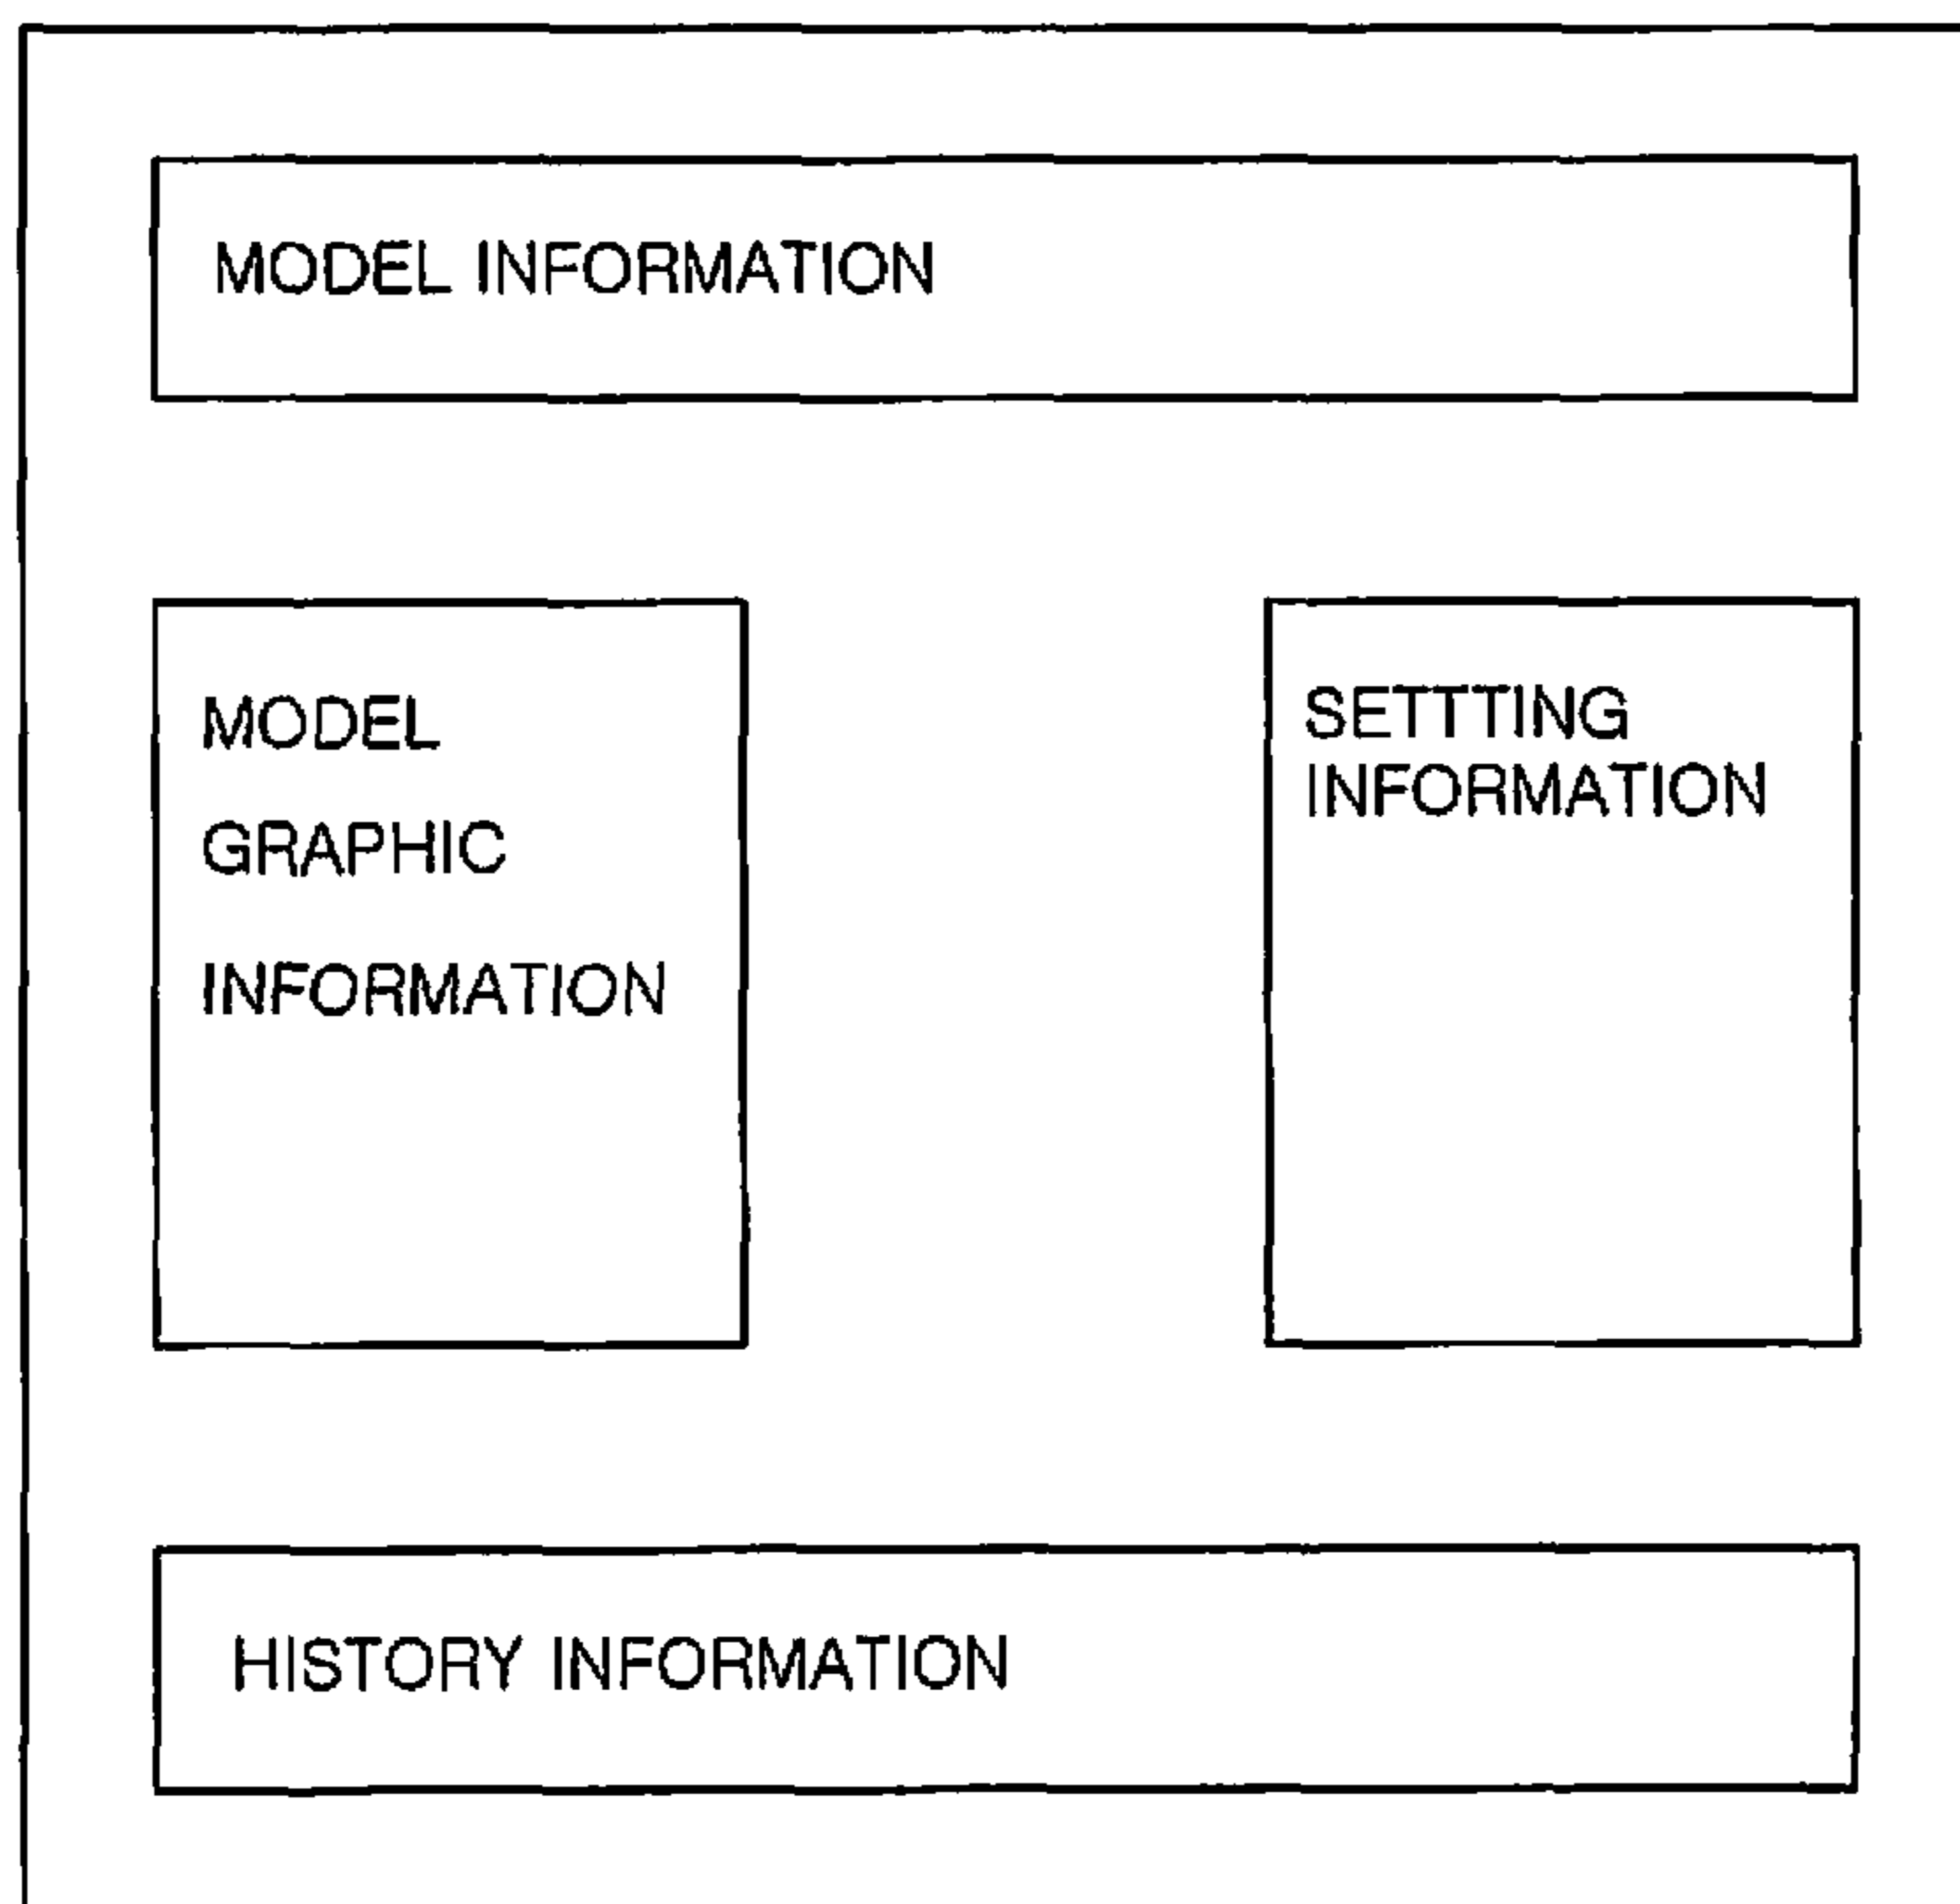 MODEL INFORMATION
MODEL
GRAPHIC
INFORMATION
SETTTING
INFORMATION
HISTORY INFORMATION